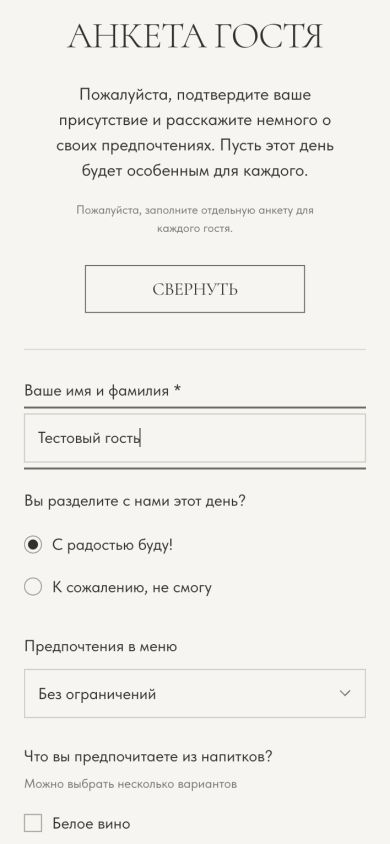 АНКЕТА ГОСТЯ
Пожалуйста, подтвердите ваше
присутствие и расскажите немного о
своих предпочтениях. Пусть этот день
будет особенным для каждого.
Пожалуйста, заполните отдельную анкету для
каждого гостя.
СВЕРНУТЬ
Ваше имя и фамилия *
Тестовый гость
Вы разделите с нами этот день?
С радостью буду!
К сожалению, не смогу
Предпочтения в меню
Без ограничений
Что вы предпочитаете из напитков?
Можно выбрать несколько вариантов
Белое вино